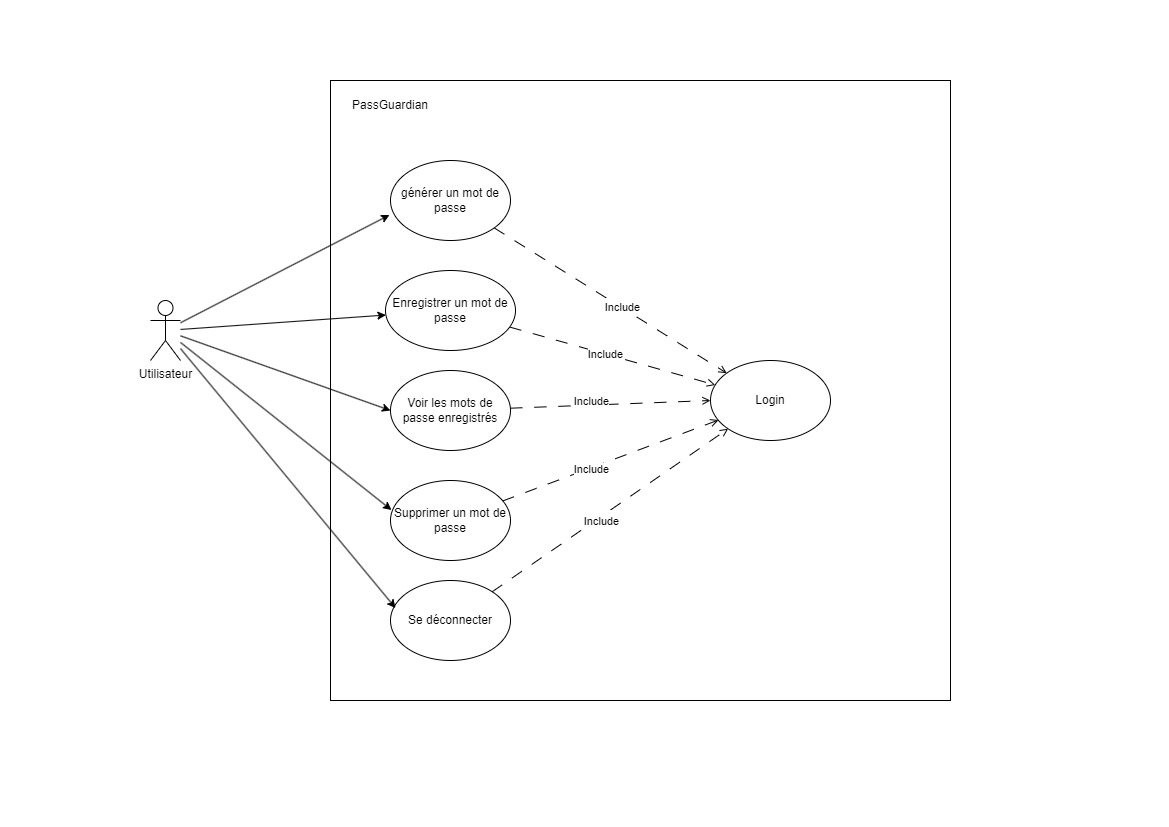 PassGuardian
générer un mot de
passe
Include
Enregistrer un mot de
passe
Include
Utilisateur
Voir les mots de
passe enregistrés
Include
Login
Supprimer un mot de
passe
Include
Include
Se déconnecter